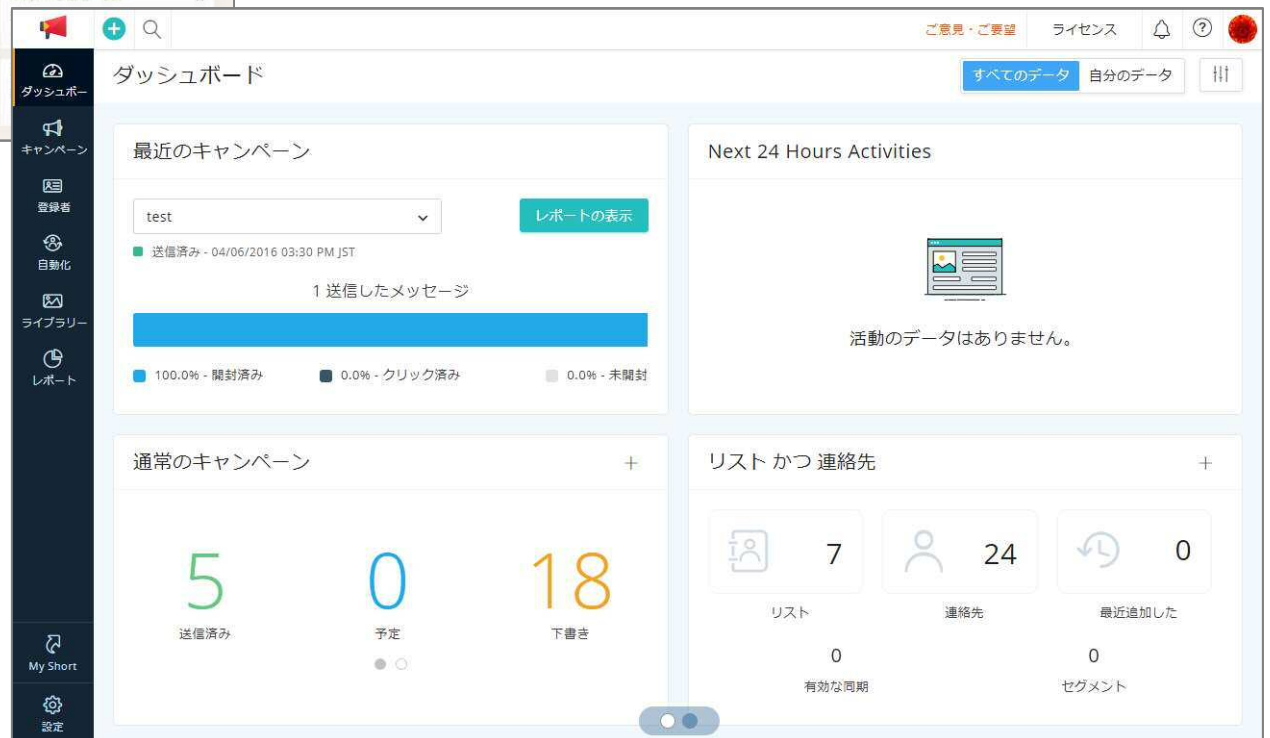 ご意見・ご要望
ライセンス
ダッシュボー
キャンペーン
登録者
自動化
ライブラリー
レポート
My Short
設定
ダッシュボード
すべてのデータ
自分のデータ
最近のキャンペーン
test
レポートの表示
送信済み - 04/06/2016 03:30 PM JST
1 送信したメッセージ
100.0% - 開封済み
0.0% - クリック済み
0.0% - 未開封
Next 24 Hours Activities
活動のデータはありません。
通常のキャンペーン
5
0
18
送信済み
予定
下書き
リスト かつ 連絡先
7
24
0
リスト
連絡先
最近追加した
0
0
有効な同期
セグメント